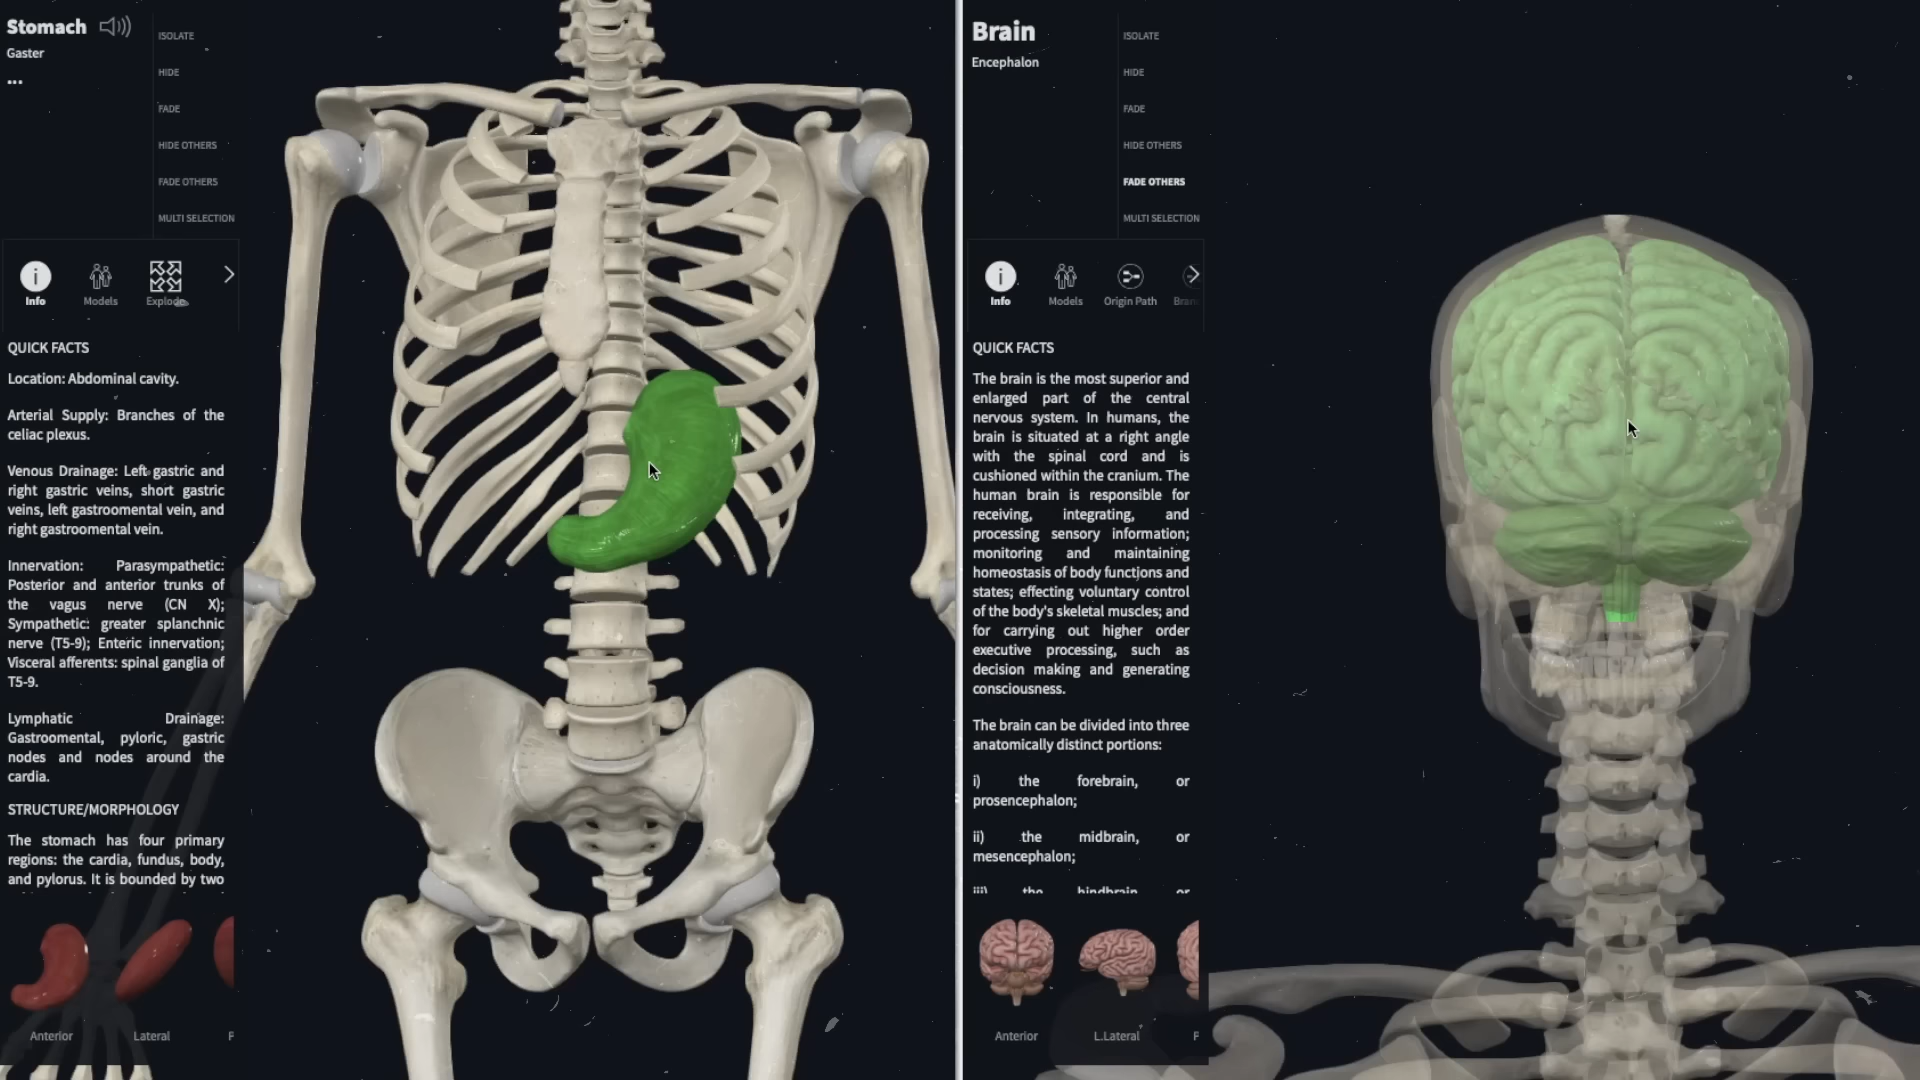 Stomach
Gaster
ISOLATE
HIDE
FADE
HIDE OTHERS
FADE OTHERS
MULTI SELECTION
Info
Models
Explode
QUICK FACTS
Location: Abdominal cavity.
Arterial Supply: Branches of the
celiac plexus.
Venous Drainage: Left gastric and
right gastric veins, short gastric
veins, left gastroomental vein, and
right gastroomental vein.
Innervation: Parasympathetic:
Posterior and anterior trunks of
the vagus nerve (CN X);
Sympathetic: greater splanchnic
nerve (T5-9); Enteric innervation;
Visceral afferents: spinal ganglia of
T5-9.
Lymphatic Drainage:
Gastroomental, pyloric, gastric
nodes and nodes around the
cardia.
STRUCTURE/MORPHOLOGY
The stomach has four primary
regions: the cardia, fundus, body,
and pylorus. It is bounded by two
Anterior
Lateral
Brain
Encephalon
ISOLATE
HIDE
FADE
HIDE OTHERS
FADE OTHERS
MULTI SELECTION
Info
Models
Origin Path
QUICK FACTS
The brain is the most superior and
enlarged part of the central
nervous system. In humans, the
brain is situated at a right angle
with the spinal cord and is
cushioned within the cranium. The
human brain is responsible for
receiving, integrating, and
processing sensory information;
monitoring and maintaining
homeostasis of body functions and
states; effecting voluntary control
of the body's skeletal muscles; and
for carrying out higher order
executive processing, such as
decision making and generating
consciousness.
The brain can be divided into three
anatomically distinct portions:
i) the forebrain, or
prosencephalon;
ii) the midbrain, or
mesencephalon;
iii) the hindbrain or
Anterior
L.Lateral